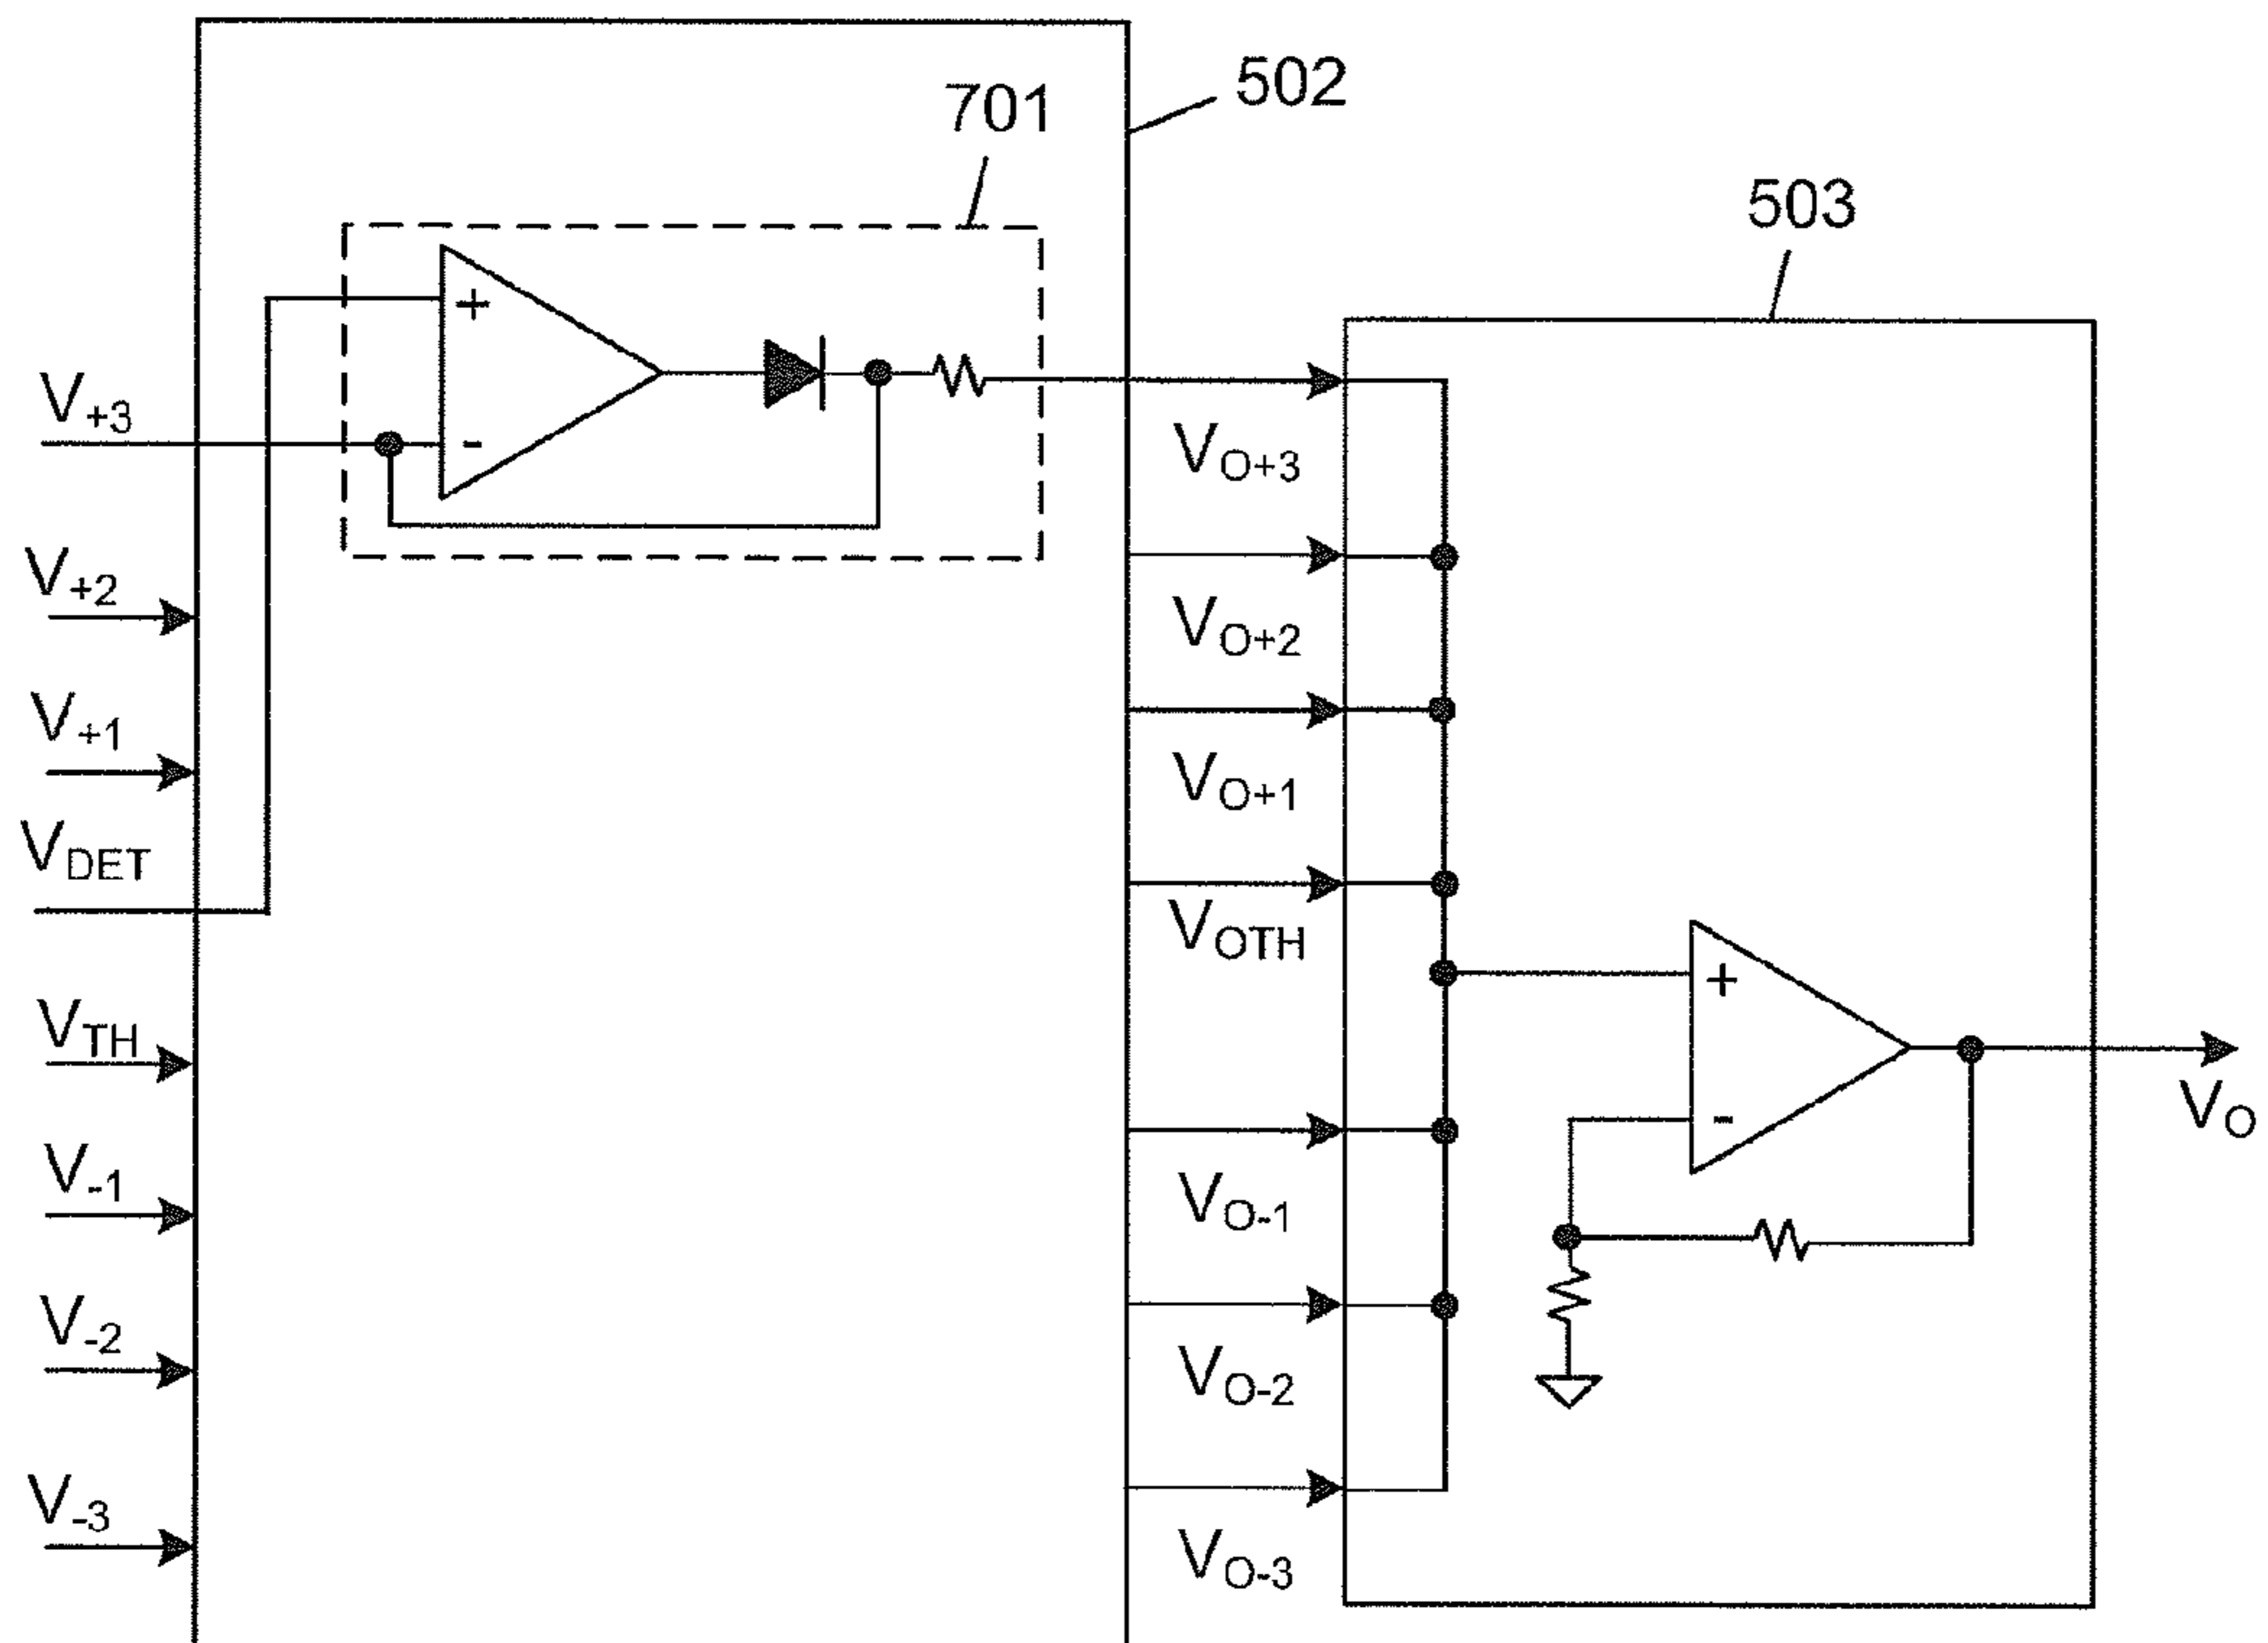 502
701
503
+
-
V+3
V+2
V+1
VDET
VTH
V-1
V-2
V-3
VO+3
VO+2
VO+1
VOTH
VO-1
VO-2
VO-3
+
-
VO